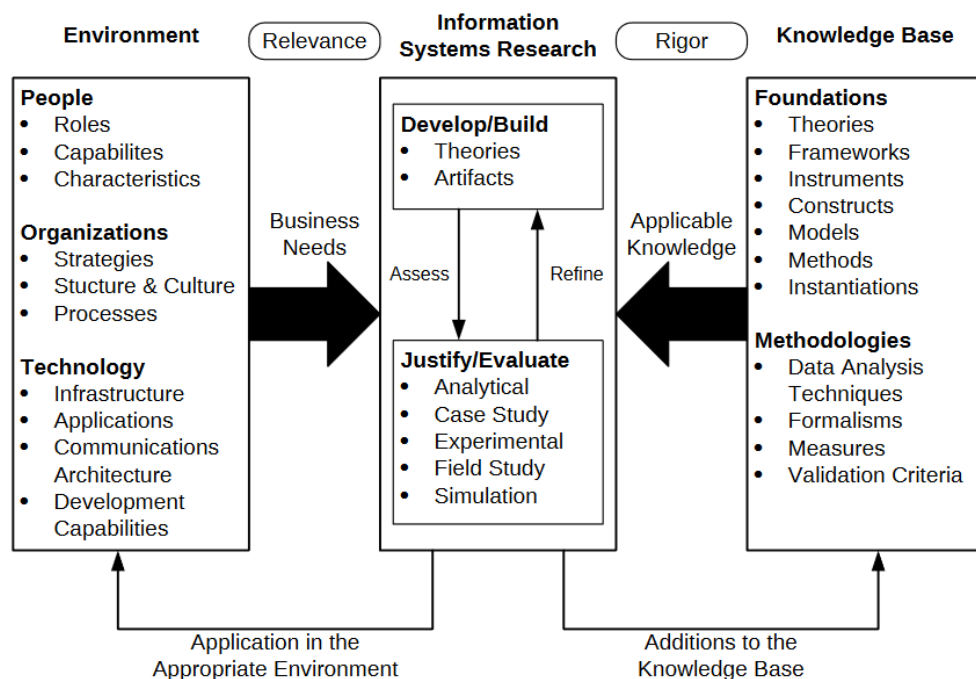 Environment
Relevance
Information
Systems Research
Rigor
Knowledge Base
People
• Roles
• Capabilites
• Characteristics
Organizations
• Strategies
• Stucture & Culture
• Processes
Technology
• Infrastructure
• Applications
• Communications
Architecture
• Development
Capabilities
Business
Needs
Develop/Build
• Theories
• Artifacts
Assess
Refine
Justify/Evaluate
• Analytical
• Case Study
• Experimental
• Field Study
• Simulation
Applicable
Knowledge
Foundations
• Theories
• Frameworks
• Instruments
• Constructs
• Models
• Methods
• Instantiations
Methodologies
• Data Analysis
Techniques
• Formalisms
• Measures
• Validation Criteria
Application in the
Appropriate Environment
Additions to the
Knowledge Base